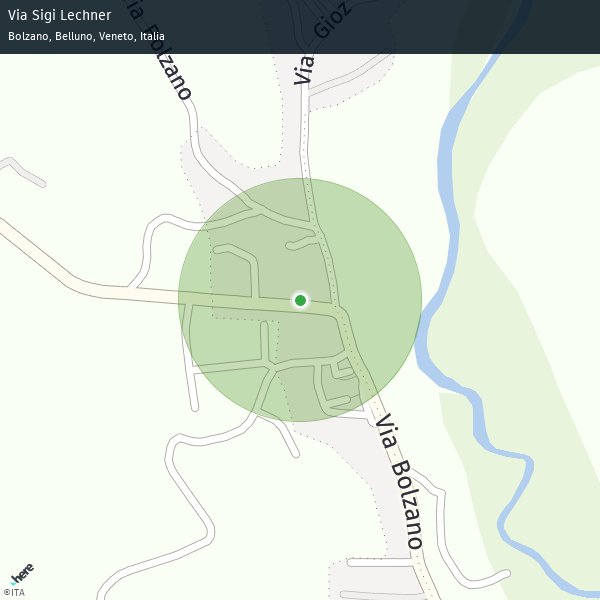 Via Sigi Lechner
Bolzano, Belluno, Veneto, Italia
Via Bolzano
Via Gioz
Via Bolzano
here
©ITA